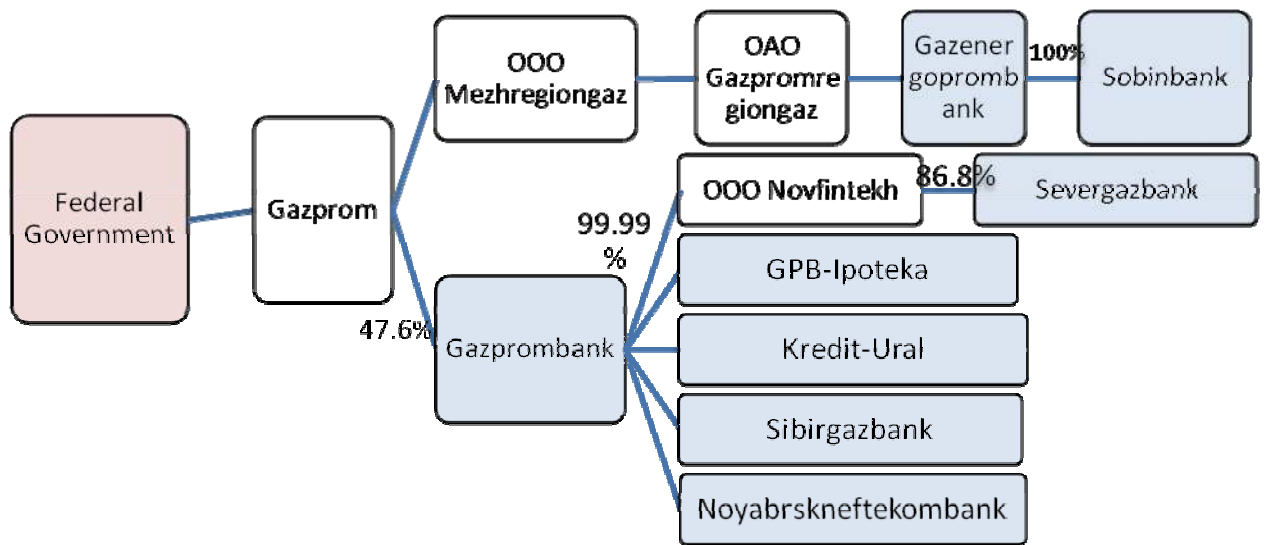 Federal
Government
Gazprom
OOO
Mezhregiongaz
OAO
Gazpromre
giongaz
Gazener
gopromb
ank
100%
Sobinbank
47.6%
Gazprombank
99.99
%
OOO Novfintekh
86.8%
Severgazbank
GPB-Ipoteka
Kredit-Ural
Sibirgazbank
Noyabrskneftekombank